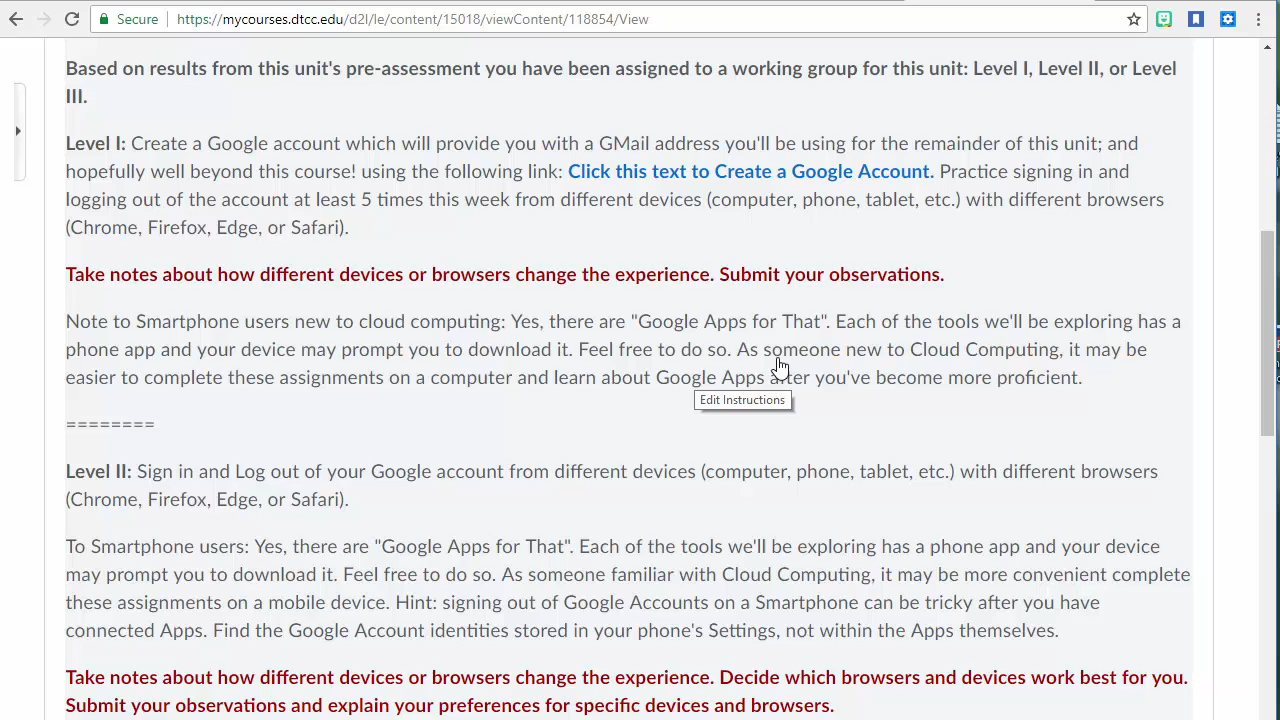 Secure https://mycourses.dtcc.edu/d2l/le/content/15018/viewContent/118854/View
Based on results from this unit's pre-assessment you have been assigned to a working group for this unit: Level I, Level II, or Level
III.
Level I: Create a Google account which will provide you with a GMail address you'll be using for the remainder of this unit; and
hopefully well beyond this course! using the following link: Click this text to Create a Google Account. Practice signing in and
logging out of the account at least 5 times this week from different devices (computer, phone, tablet, etc.) with different browsers
(Chrome, Firefox, Edge, or Safari).
Take notes about how different devices or browsers change the experience. Submit your observations.
Note to Smartphone users new to cloud computing: Yes, there are "Google Apps for That". Each of the tools we'll be exploring has a
phone app and your device may prompt you to download it. Feel free to do so. As someone new to Cloud Computing, it may be
easier to complete these assignments on a computer and learn about Google Apps after you've become more proficient.
Edit Instructions
========
Level II: Sign in and Log out of your Google account from different devices (computer, phone, tablet, etc.) with different browsers
(Chrome, Firefox, Edge, or Safari).
To Smartphone users: Yes, there are "Google Apps for That". Each of the tools we'll be exploring has a phone app and your device
may prompt you to download it. Feel free to do so. As someone familiar with Cloud Computing, it may be more convenient complete
these assignments on a mobile device. Hint: signing out of Google Accounts on a Smartphone can be tricky after you have
connected Apps. Find the Google Account identities stored in your phone's Settings, not within the Apps themselves.
Take notes about how different devices or browsers change the experience. Decide which browsers and devices work best for you.
Submit your observations and explain your preferences for specific devices and browsers.